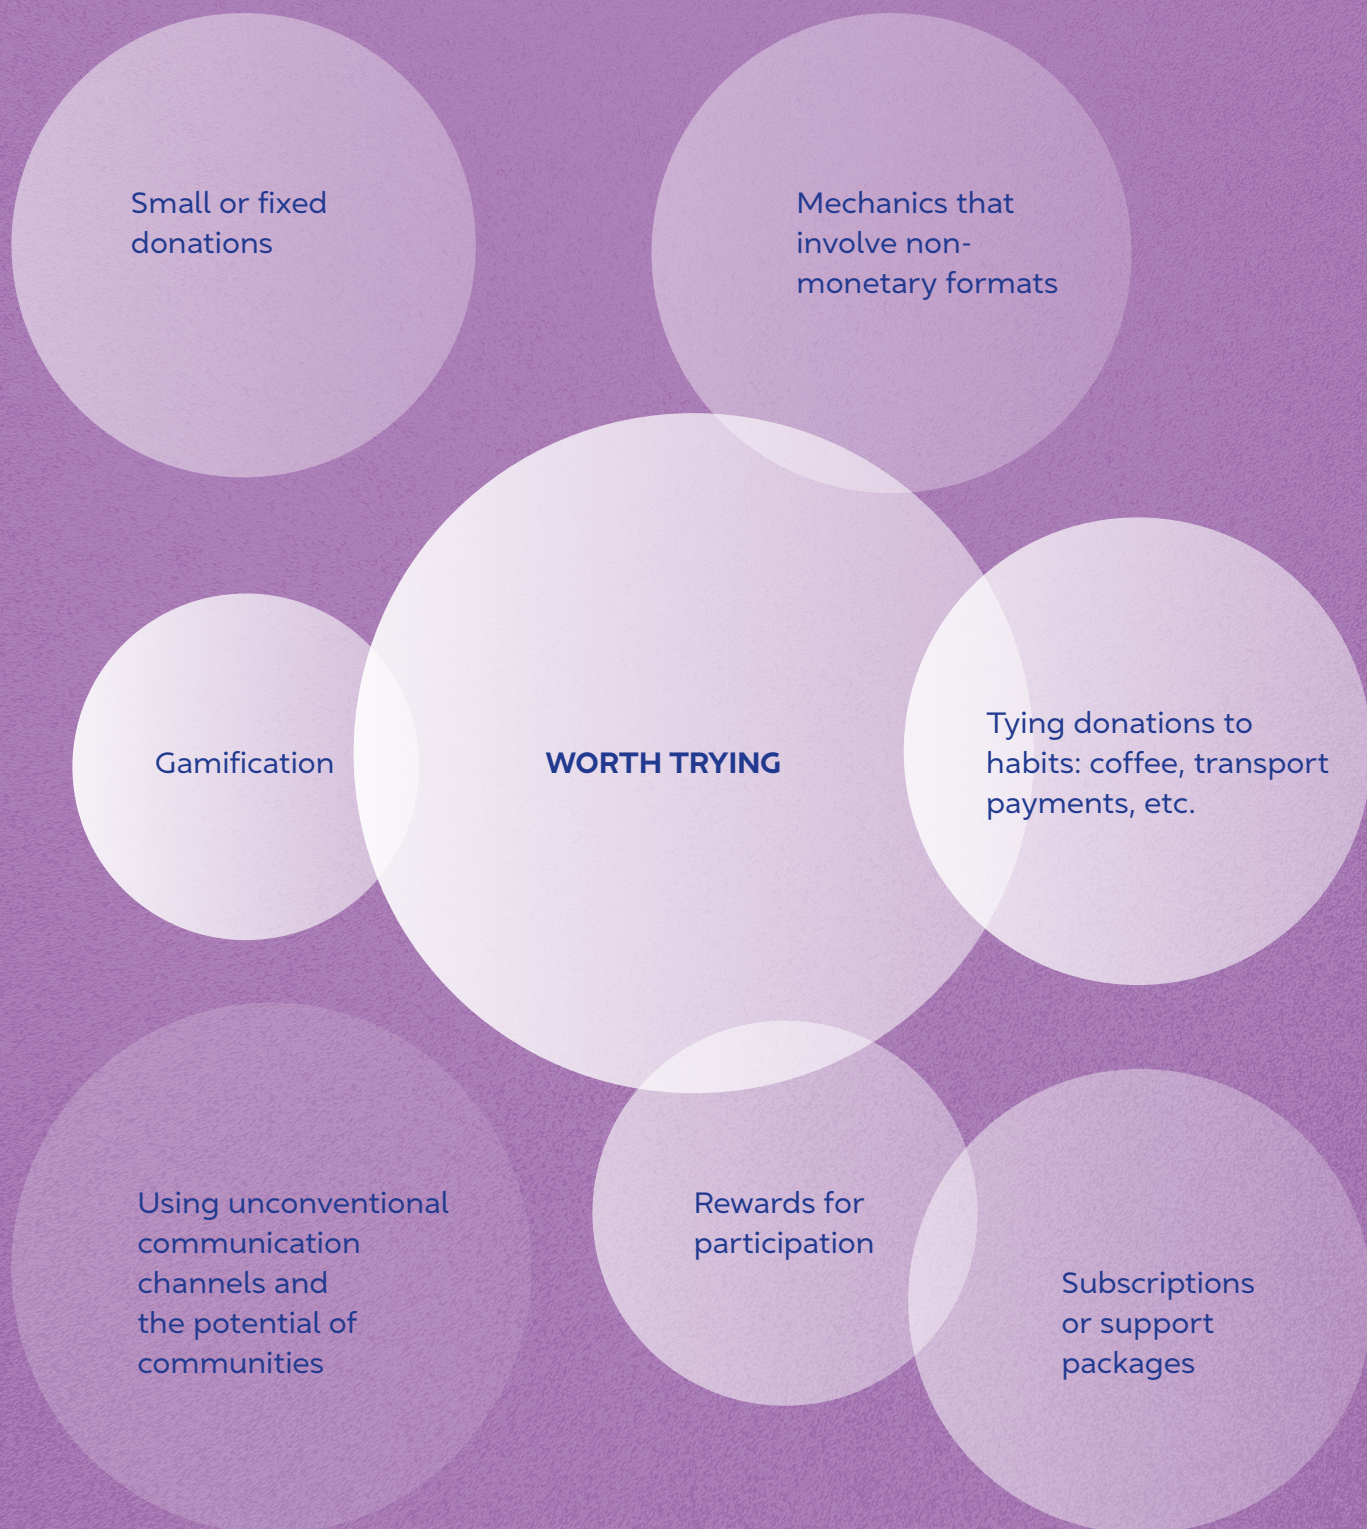 Small or fixed
donations
Mechanics that
involve non-
monetary formats
Gamification
WORTH TRYING
Tying donations to
habits: coffee, transport
payments, etc.
Using unconventional
communication
channels and
the potential of
communities
Rewards for
participation
Subscriptions
or support
packages